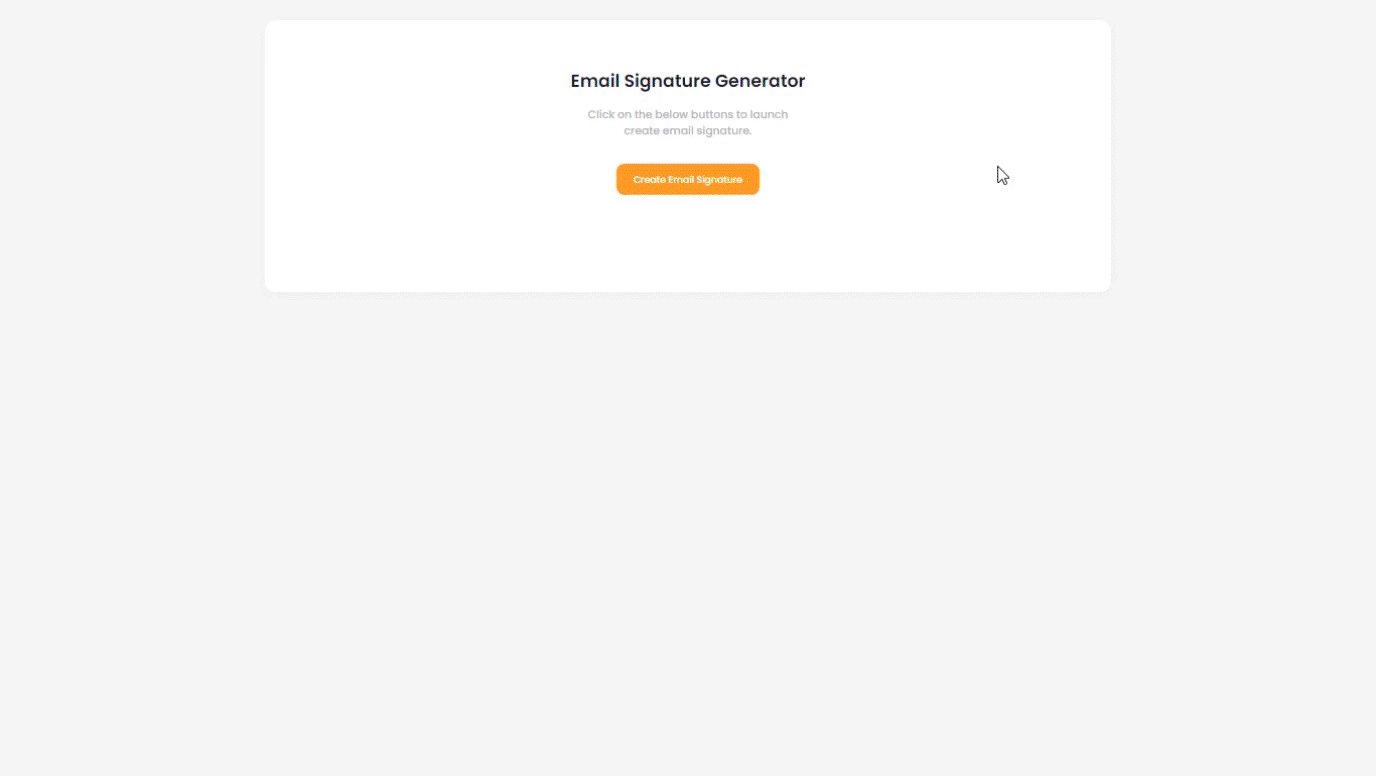 Email Signature Generator
Click on the below buttons to launch
create email signature.
Create Email Signature